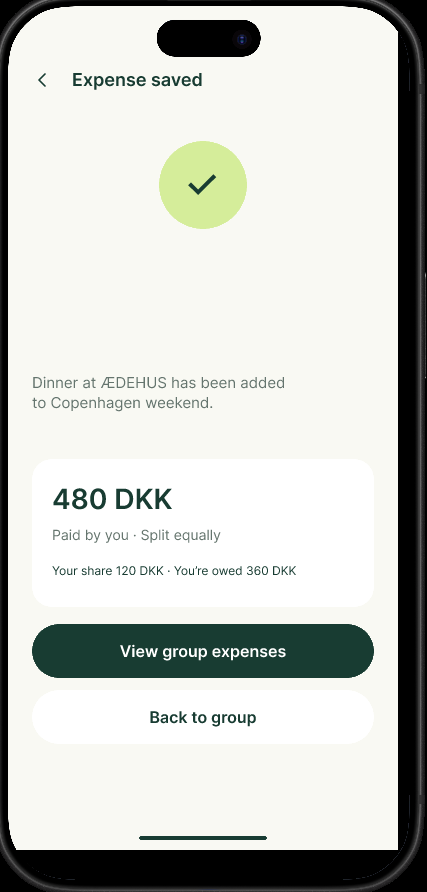 Expense saved
Dinner at ÆDEHUS has been added
to Copenhagen weekend.
480 DKK
Paid by you · Split equally
Your share 120 DKK · You’re owed 360 DKK
View group expenses
Back to group